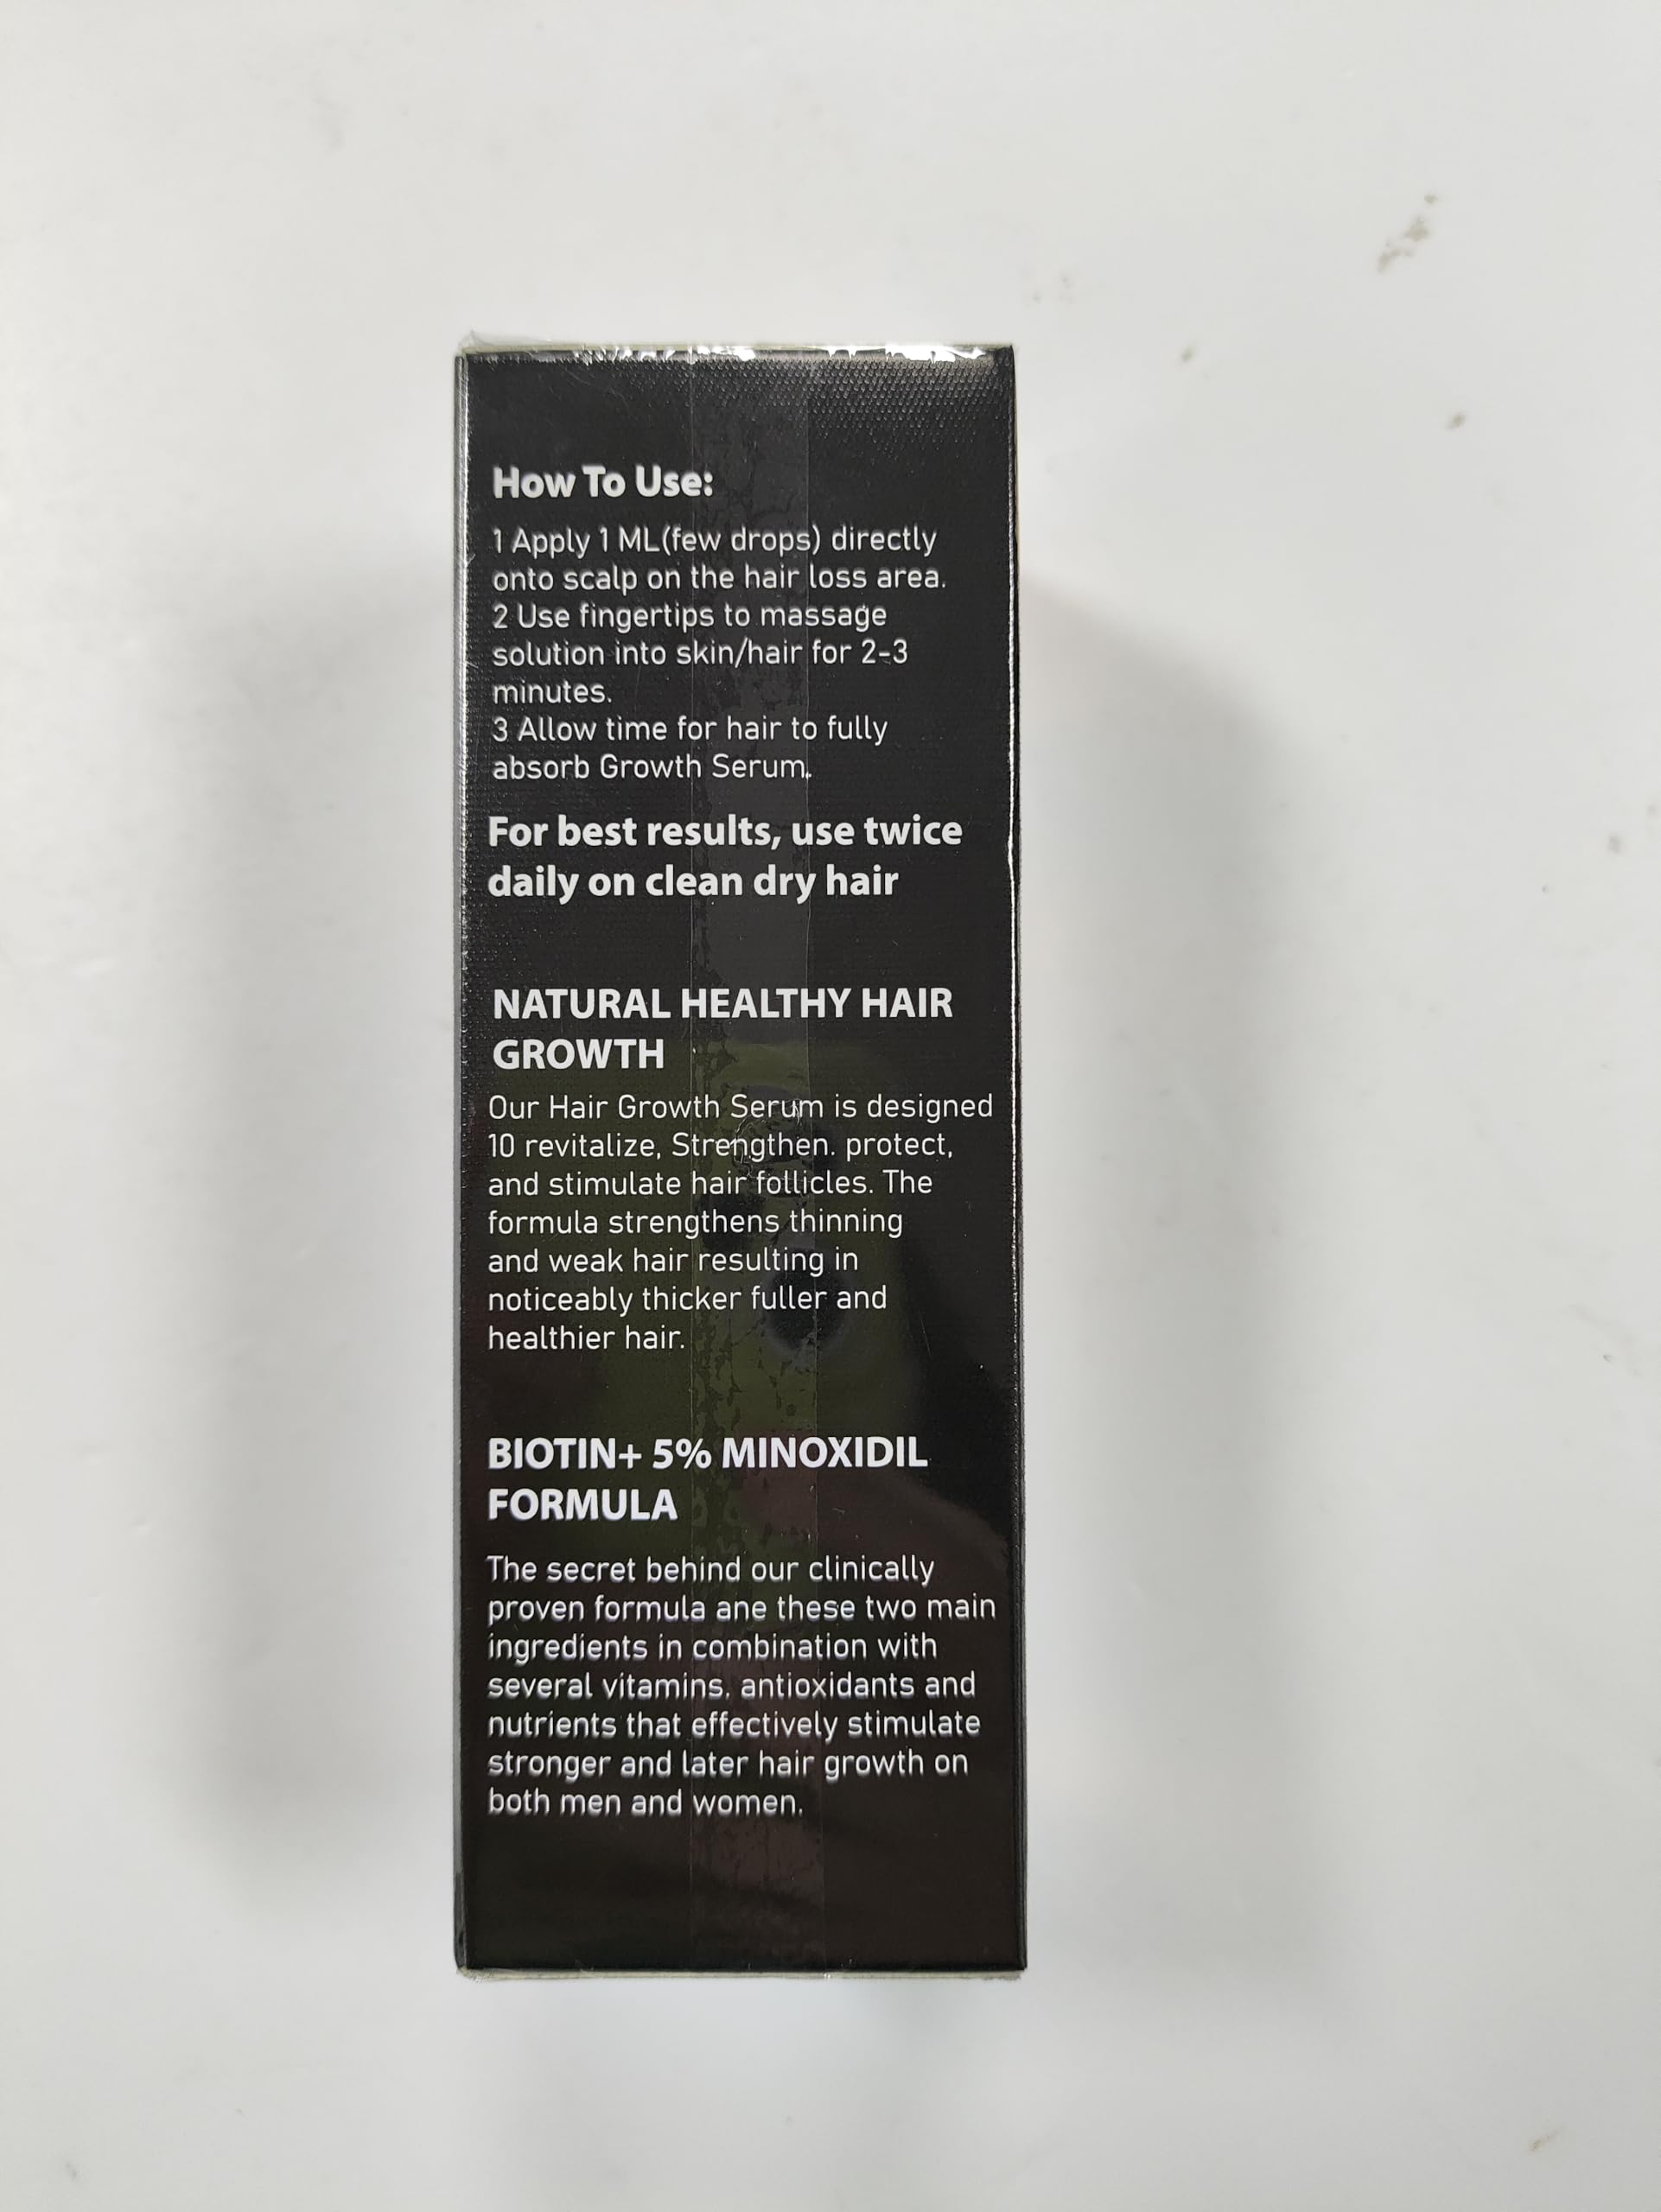 How To Use:
1 Apply 1 ML(few drops) directly
onto scalp on the hair loss area.
2 Use fingertips to massage
solution into skin/hair for 2-3
minutes.
3 Allow time for hair to fully
absorb Growth Serum.
For best results, use twice
daily on clean dry hair
NATURAL HEALTHY HAIR
GROWTH
Our Hair Growth Serum is designed
10 revitalize, Strengthen. protect,
and stimulate hair follicles. The
formula strengthens thinning
and weak hair resulting in
noticeably thicker fuller and
healthier hair.
BIOTIN+ 5% MINOXIDIL
FORMULA
The secret behind our clinically
proven formula ane these two main
ingredients in combination with
several vitamins, antioxidants and
nutrients that effectively stimulate
stronger and later hair growth on
both men and women.